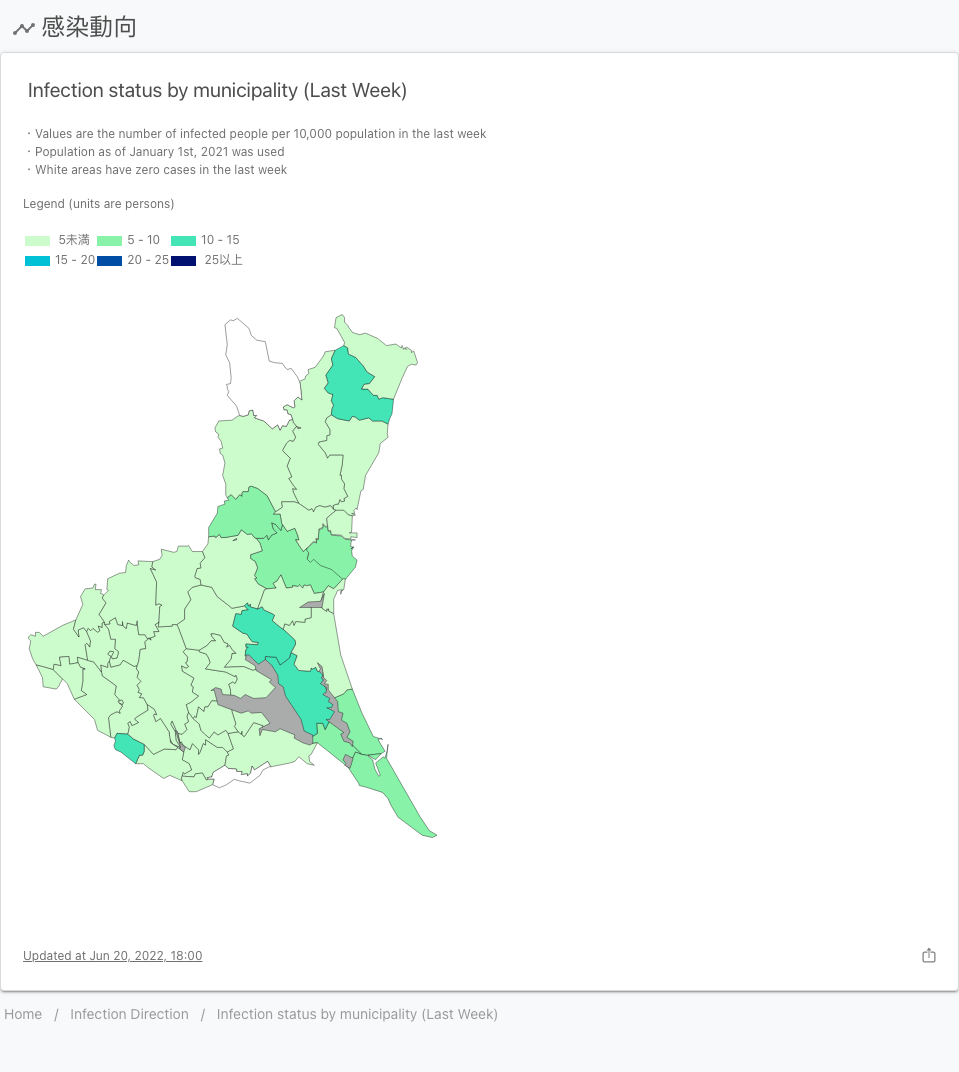 感染動向
Infection status by municipality (Last Week)
・Values are the number of infected people per 10,000 population in the last week
・Population as of January 1st, 2021 was used
・White areas have zero cases in the last week
Legend (units are persons)
5未満 5 - 10 10 - 15
15 - 20 20 - 25 25以上
Updated at Jun 20, 2022, 18:00
Home / Infection Direction / Infection status by municipality (Last Week)